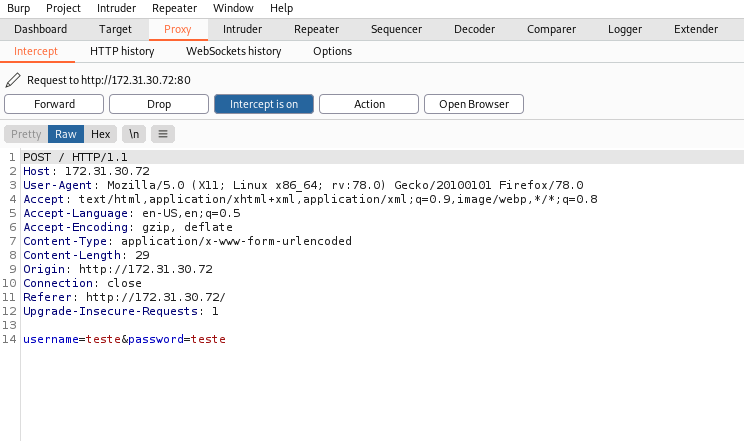 Burp Project Intruder Repeater Window Help
Dashboard Target Proxy Intruder Repeater Sequencer Decoder Comparer Logger Extender
Intercept HTTP history WebSockets history Options
Request to http://172.31.30.72:80
Forward Drop Intercept is on Action Open Browser
Pretty Raw Hex \n
1 POST / HTTP/1.1
2 Host: 172.31.30.72
3 User-Agent: Mozilla/5.0 (X11; Linux x86_64; rv:78.0) Gecko/20100101 Firefox/78.0
4 Accept: text/html,application/xhtml+xml,application/xml;q=0.9,image/webp,*/*;q=0.8
5 Accept-Language: en-US,en;q=0.5
6 Accept-Encoding: gzip, deflate
7 Content-Type: application/x-www-form-urlencoded
8 Content-Length: 29
9 Origin: http://172.31.30.72
10 Connection: close
11 Referer: http://172.31.30.72/
12 Upgrade-Insecure-Requests: 1
13
14 username=teste&password=teste